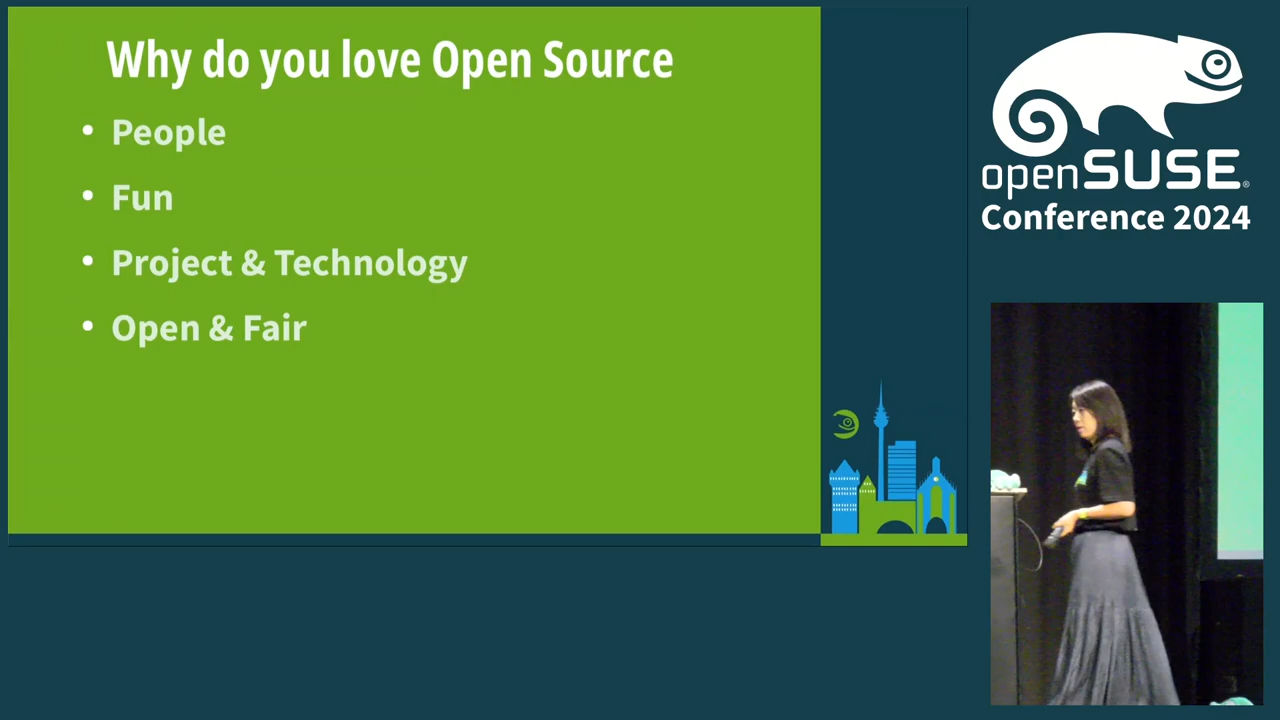 Why do you love Open Source
• People
• Fun
• Project & Technology
• Open & Fair
openSUSE®
Conference 2024